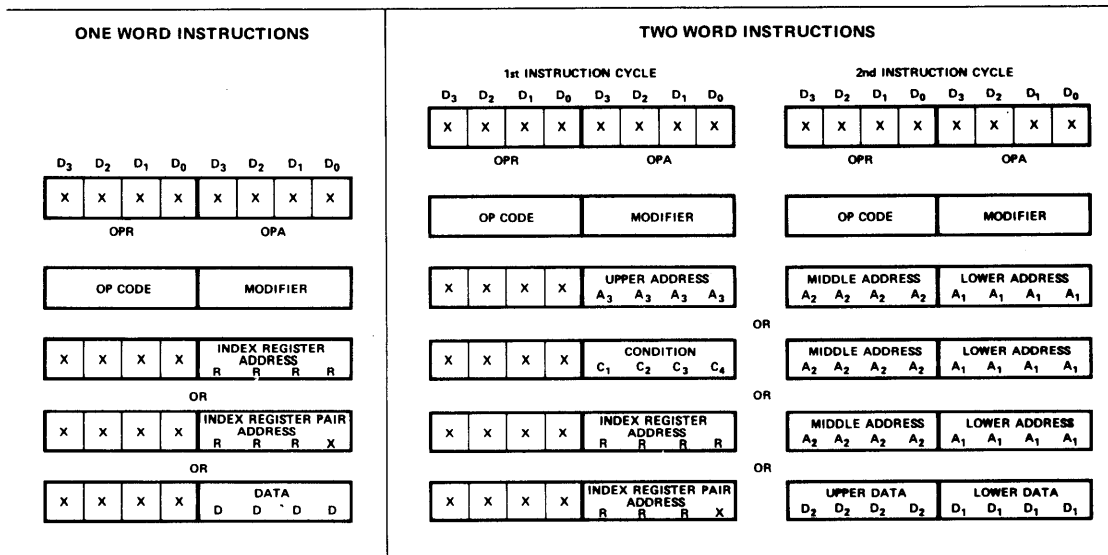 ONE WORD INSTRUCTIONS
D3 D2 D1 D0 D3 D2 D1 D0
X X X X X X X X
OPR OPA
OP CODE MODIFIER
X X X X INDEX REGISTER ADDRESS R R R R
OR
X X X X INDEX REGISTER PAIR ADDRESS R R R X
OR
X X X X DATA D D D D
TWO WORD INSTRUCTIONS
1st INSTRUCTION CYCLE 2nd INSTRUCTION CYCLE
D3 D2 D1 D0 D3 D2 D1 D0 D3 D2 D1 D0 D3 D2 D1 D0
X X X X X X X X X X X X X X X X
OPR OPA OPR OPA
OP CODE MODIFIER OP CODE MODIFIER
X X X X UPPER ADDRESS A3 A3 A3 A3 MIDDLE ADDRESS A2 A2 A2 A2 LOWER ADDRESS A1 A1 A1 A1
OR
X X X X CONDITION C1 C2 C3 C4 MIDDLE ADDRESS A2 A2 A2 A2 LOWER ADDRESS A1 A1 A1 A1
OR
X X X X INDEX REGISTER ADDRESS R R R R MIDDLE ADDRESS A2 A2 A2 A2 LOWER ADDRESS A1 A1 A1 A1
OR
X X X X INDEX REGISTER PAIR ADDRESS R R R X UPPER DATA D2 D2 D2 D2 LOWER DATA D1 D1 D1 D1